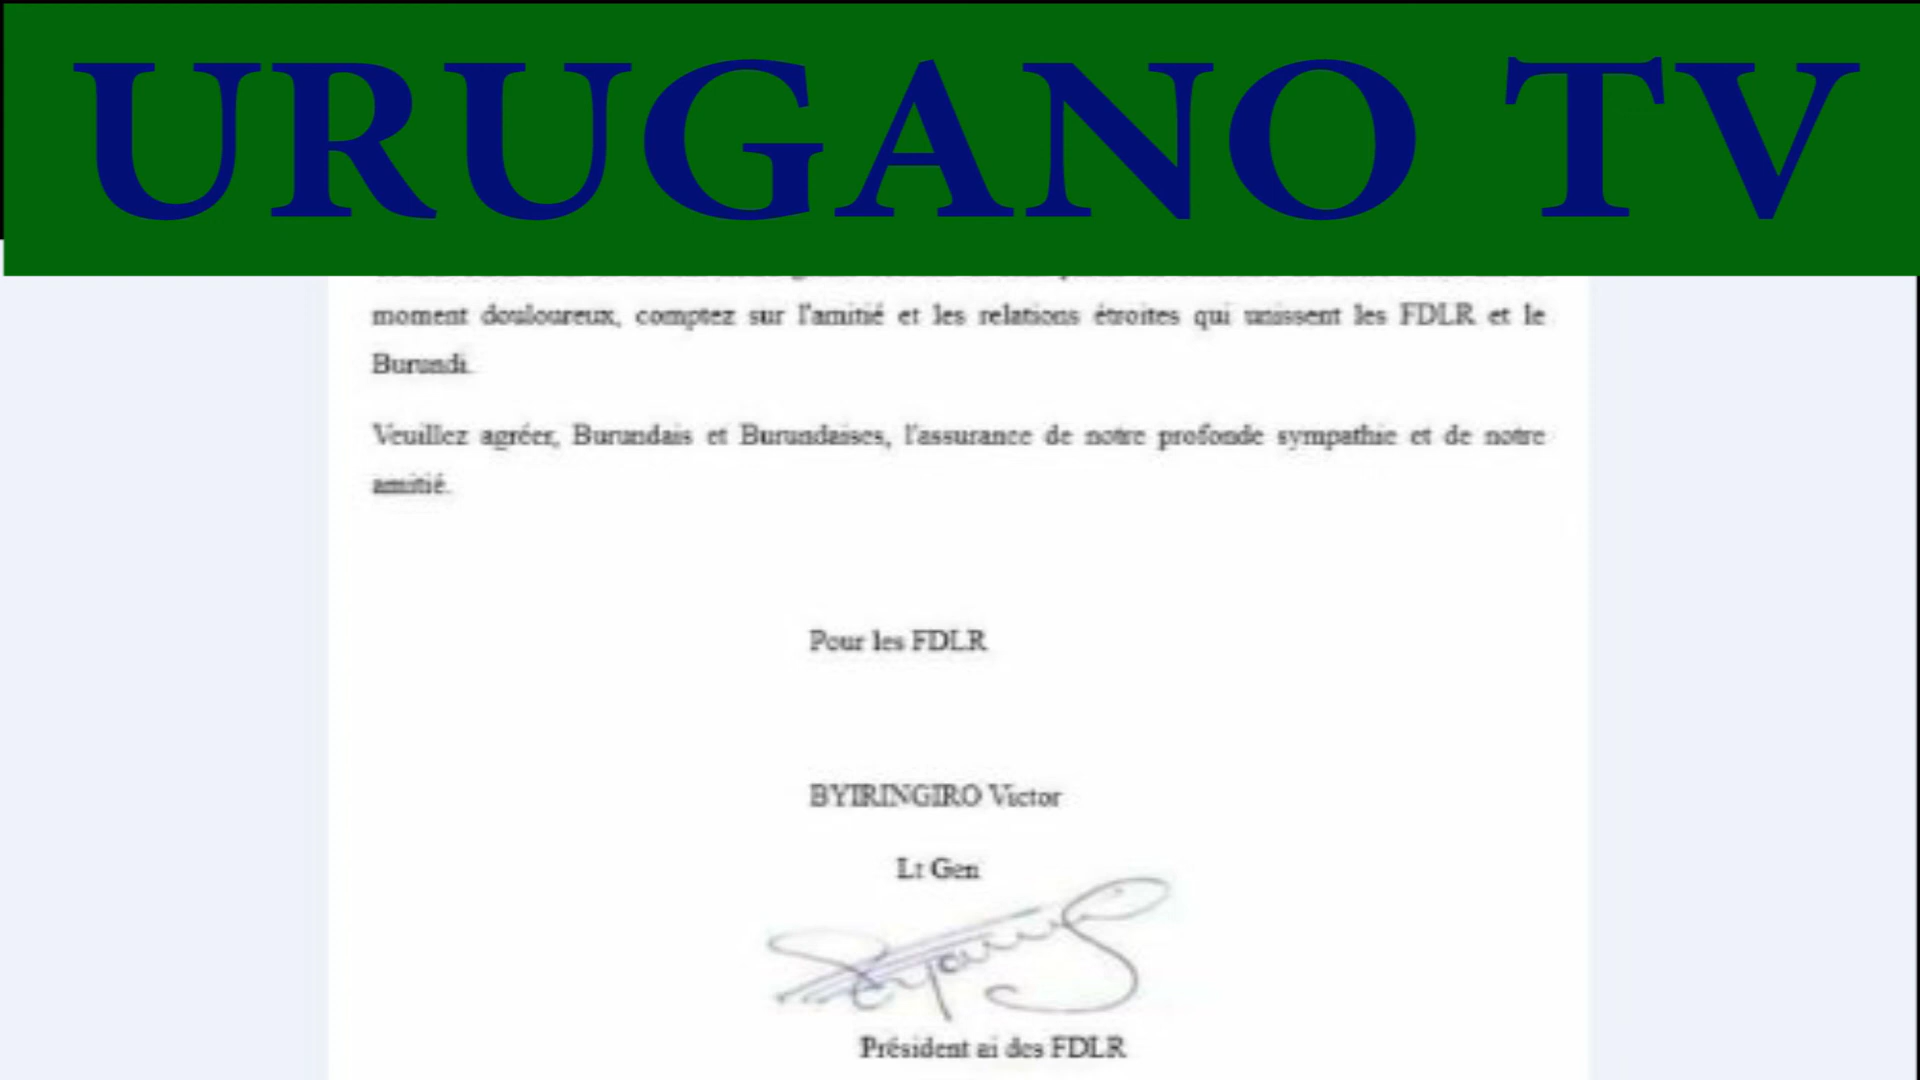 URUGANO TV
moment douloureux, comptez sur l'amitié et les relations étroites qui unissent les FDLR et le
Burundi.
Veuillez agréer, Burundais et Burundaises, l'assurance de notre profonde sympathie et de notre
amitié.
Pour les FDLR
BYIRINGIRO Victor
Lt Gen
Président ai des FDLR